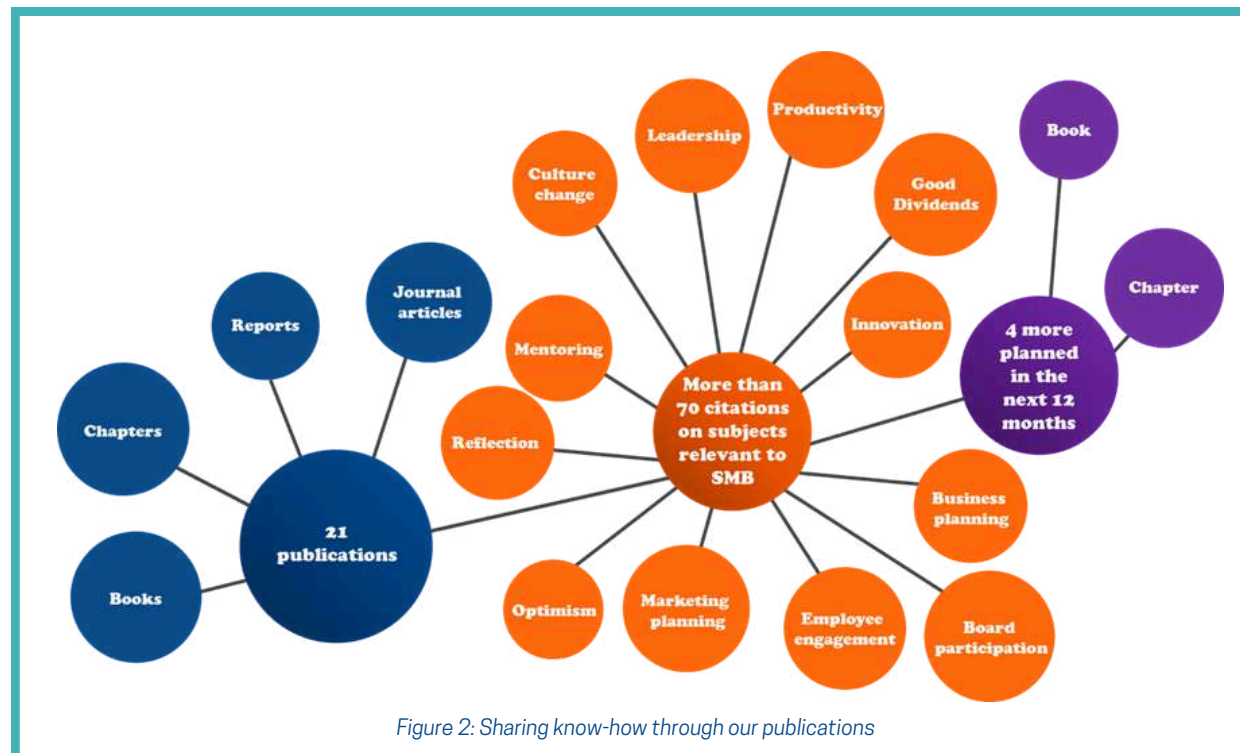 Productivity
Leadership
Book
Culture
change
Good
Dividends
Journal
articles
Chapter
Reports
Innovation
4 more
planned
in the
next 12
months
Mentoring
More than
70 citations
on subjects
relevant to
SMB
Chapters
Reflection
Business
planning
21
publications
Books
Optimism
Marketing
planning
Employee
engagement
Board
participation
Figure 2: Sharing know-how through our publications